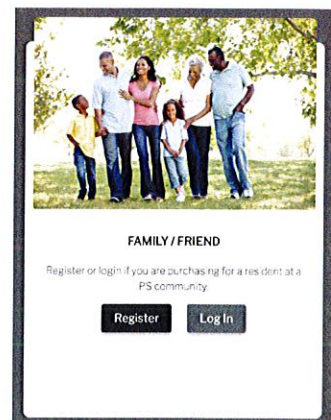 FAMILY / FRIEND
Register or login if you are purchasing for a resident at a
PS community.
Register
Log In